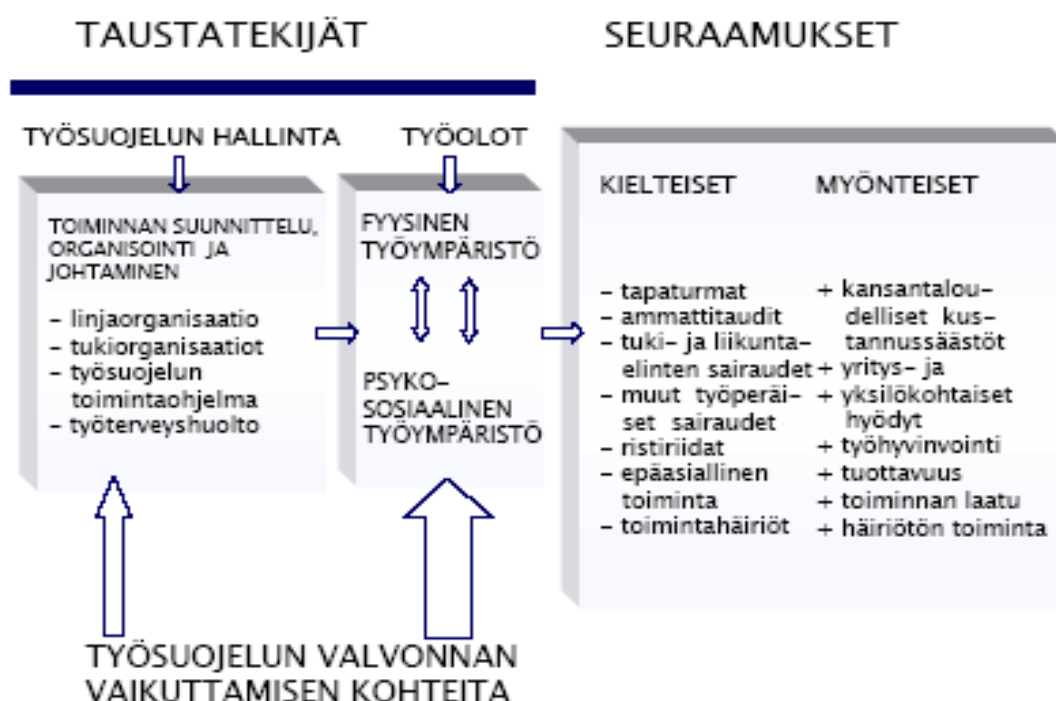 TAUSTATEKIJÄT
SEURAAMUKSET
TYÖSUOJELUN HALLINTA
TYÖOLOT
TOIMINNAN SUUNNITTELU,
ORGANISOINTI JA
JOHTAMINEN
- linjaorganisaatio
- tukiorganisaatiot
- työsuojelun
toimintaohjelma
- työterveyshuolto
FYYSINEN
TYÖYMPÄRISTÖ
PSYKO-
SOSIAALINEN
TYÖYMPÄRISTÖ
KIELTEISET
- tapaturmat
- ammattitaudit
- tuki- ja liikunta-
elinten sairaudet
- muut työperäi-
set sairaudet
- ristiriidat
- epäasiallinen
toiminta
- toimintahäiriöt
MYÖNTEISET
+ kansantalou-
delliset kus-
tannussäästöt
+ yritys- ja
+ yksilökohtaiset
hyödyt
+ työhyvinvointi
+ tuottavuus
+ toiminnan laatu
+ häiriötön toiminta
TYÖSUOJELUN VALVONNAN
VAIKUTTAMISEN KOHTEITA